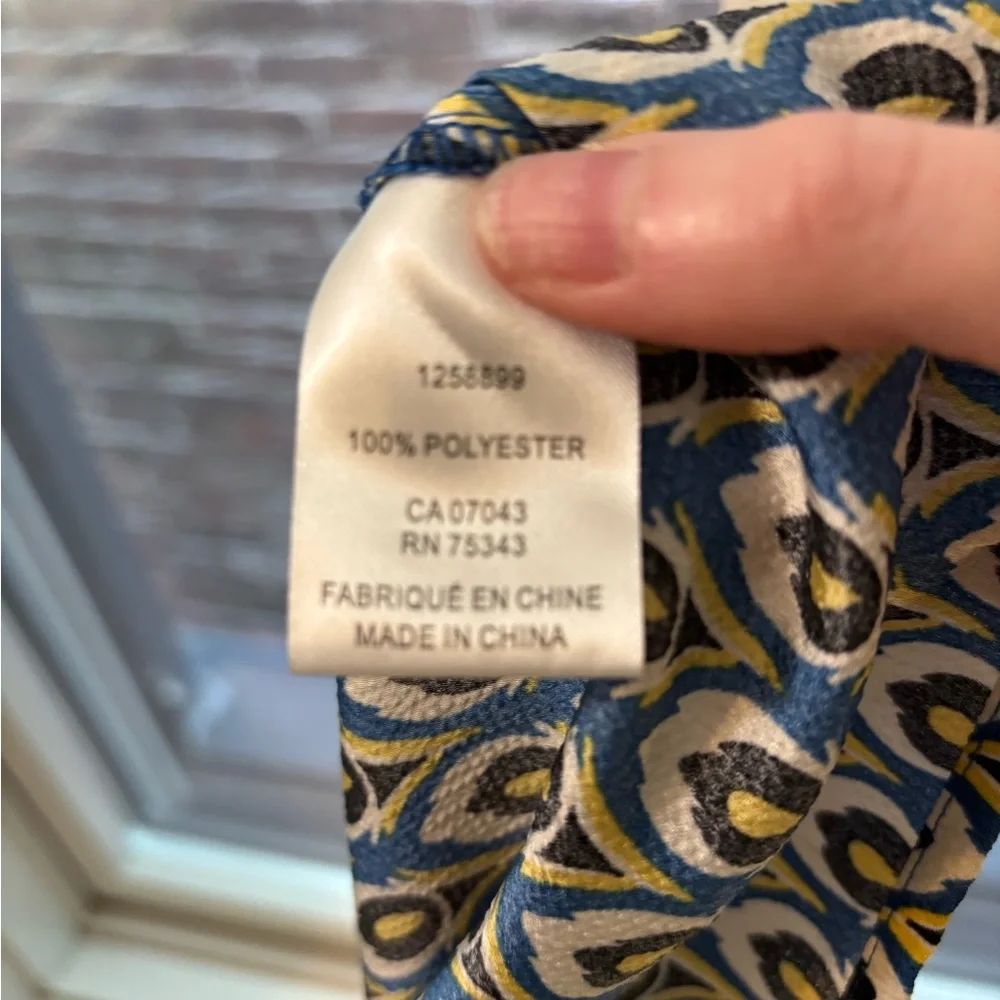 1258899
100% POLYESTER
CA 07043
RN 75343
FABRIQUÉ EN CHINE
MADE IN CHINA